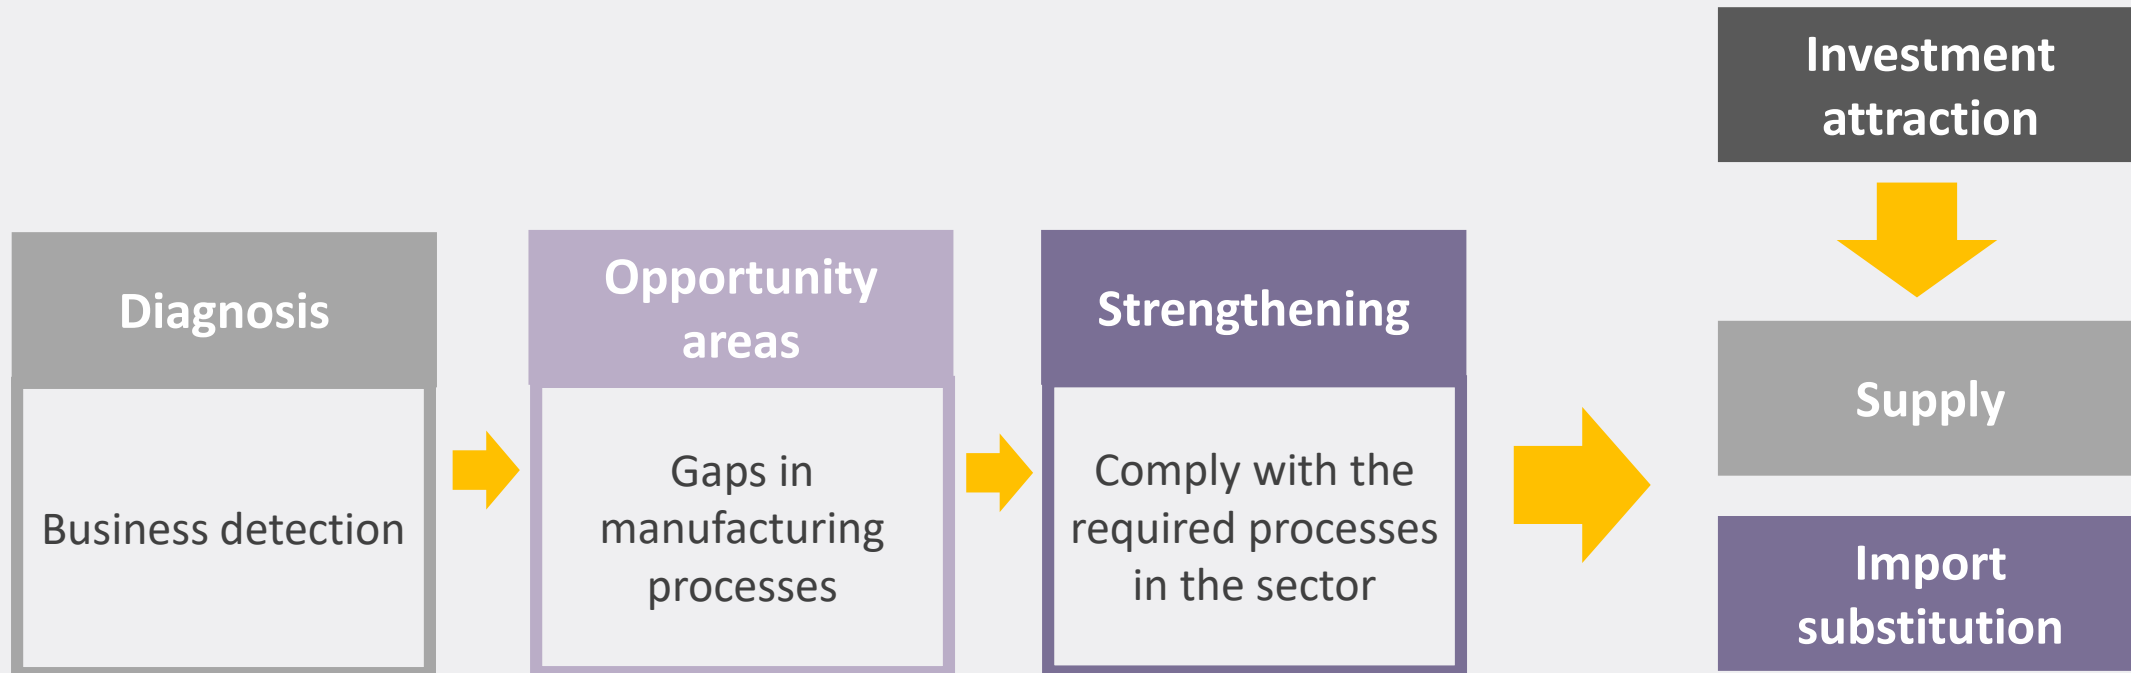 Diagnosis
Business detection
Opportunity
areas
Gaps in
manufacturing
processes
Strengthening
Comply with the
required processes
in the sector
Investment
attraction
Supply
Import
substitution